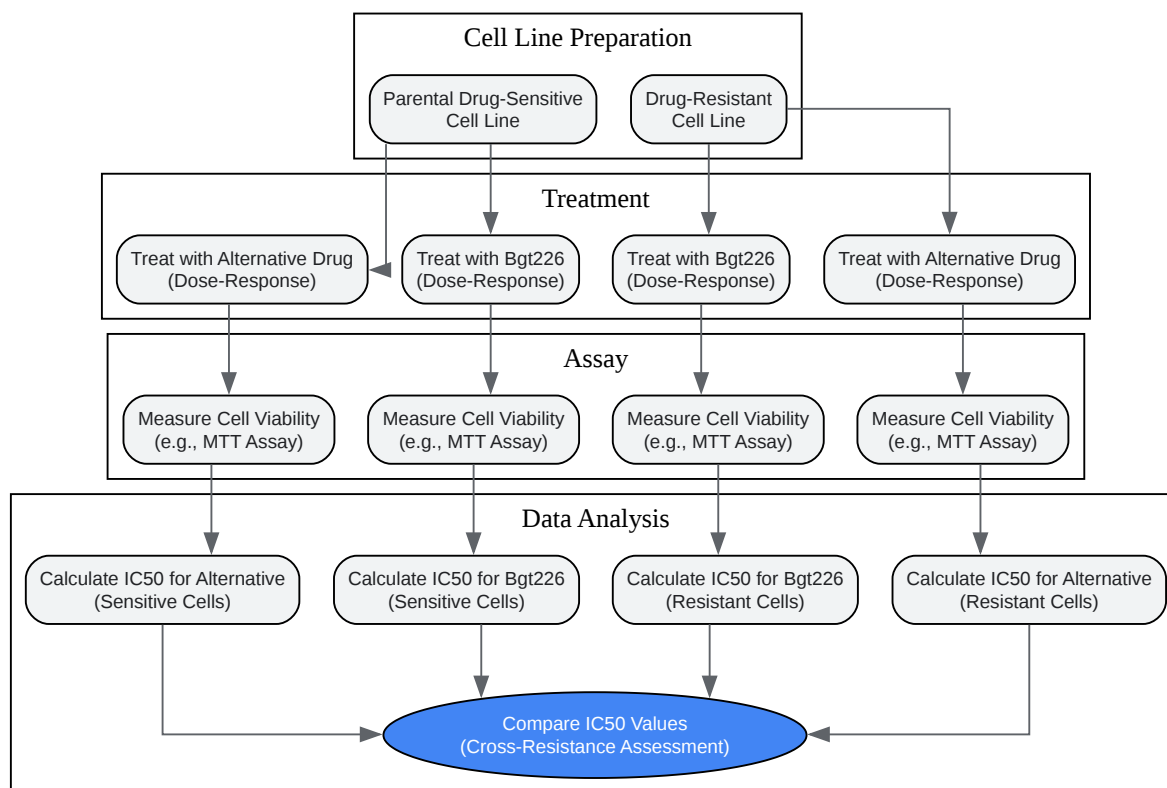 Cell Line Preparation
Parental Drug-Sensitive
Cell Line
Drug-Resistant
Cell Line
Treatment
Treat with Alternative Drug
(Dose-Response)
Treat with Bgt226
(Dose-Response)
Treat with Bgt226
(Dose-Response)
Treat with Alternative Drug
(Dose-Response)
Assay
Measure Cell Viability
(e.g., MTT Assay)
Measure Cell Viability
(e.g., MTT Assay)
Measure Cell Viability
(e.g., MTT Assay)
Measure Cell Viability
(e.g., MTT Assay)
Data Analysis
Calculate IC50 for Alternative
(Sensitive Cells)
Calculate IC50 for Bgt226
(Sensitive Cells)
Calculate IC50 for Bgt226
(Resistant Cells)
Calculate IC50 for Alternative
(Resistant Cells)
Compare IC50 Values
(Cross-Resistance Assessment)